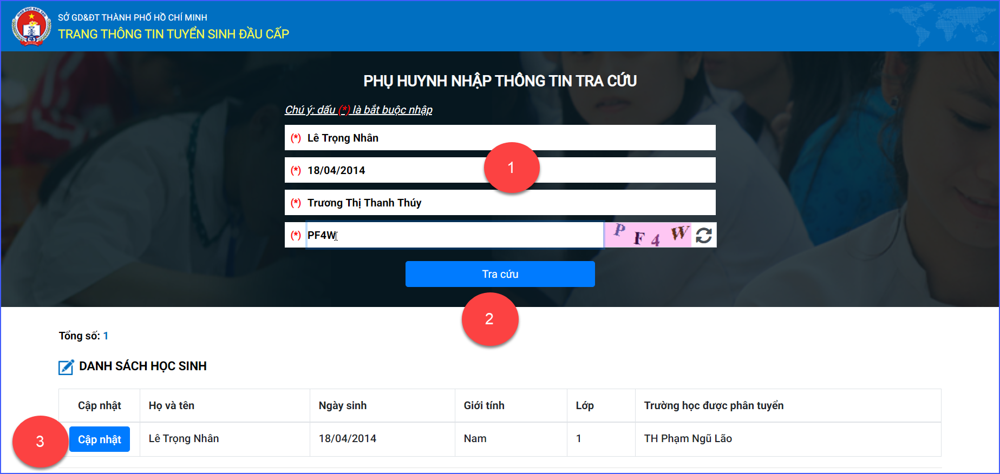 SỞ GD&ĐT THÀNH PHỐ HỒ CHÍ MINH
TRANG THÔNG TIN TUYỂN SINH ĐẦU CẤP
PHỤ HUYNH NHẬP THÔNG TIN TRA CỨU
Chú ý: dấu (*) là bắt buộc nhập
(*) Lê Trọng Nhân
1
(*) 18/04/2014
(*) Trương Thị Thanh Thúy
(*) PF4W P F 4 W
Tra cứu
2
Tổng số: 1
DANH SÁCH HỌC SINH
Cập nhật Họ và tên Ngày sinh Giới tính Lớp Trường học được phân tuyển
3 Cập nhật Lê Trọng Nhân 18/04/2014 Nam 1 TH Phạm Ngũ Lão